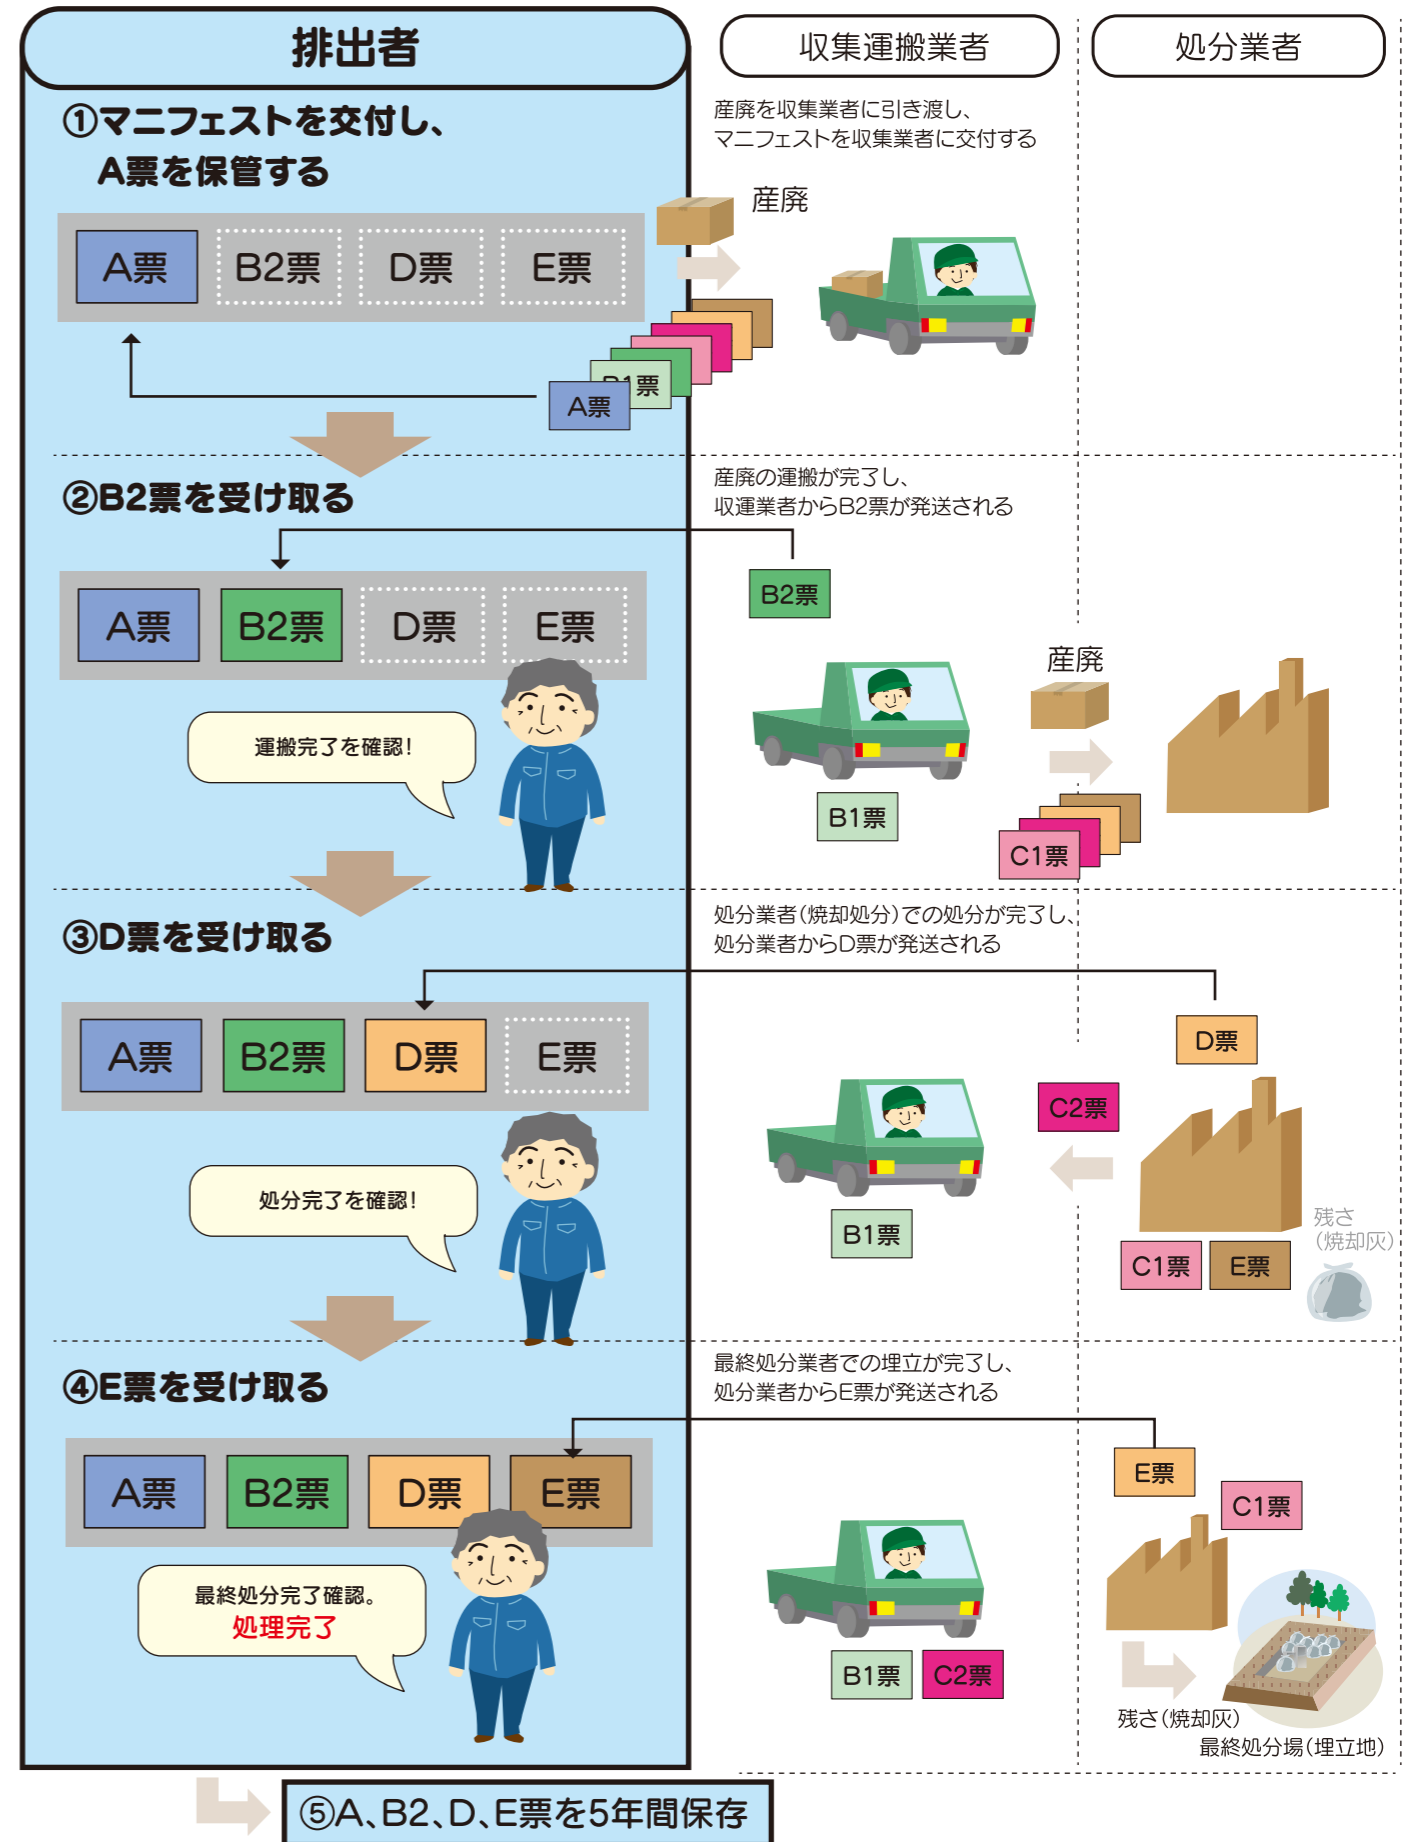 排出者
収集運搬業者
処分業者
①マニフェストを交付し、
A票を保管する
産廃を収集業者に引き渡し、
マニフェストを収集業者に交付する
産廃
A票
B2票
D票
E票
B1票
A票
②B2票を受け取る
産廃の運搬が完了し、
収運業者からB2票が発送される
A票
B2票
D票
E票
B2票
産廃
運搬完了を確認!
B1票
C1票
③D票を受け取る
処分業者(焼却処分)での処分が完了し、
処分業者からD票が発送される
A票
B2票
D票
E票
D票
C2票
処分完了を確認!
B1票
C1票
E票
残さ
(焼却灰)
④E票を受け取る
最終処分業者での埋立が完了し、
処分業者からE票が発送される
A票
B2票
D票
E票
E票
C1票
最終処分完了確認。
処理完了
B1票
C2票
残さ(焼却灰)
最終処分場(埋立地)
⑤A、B2、D、E票を5年間保存